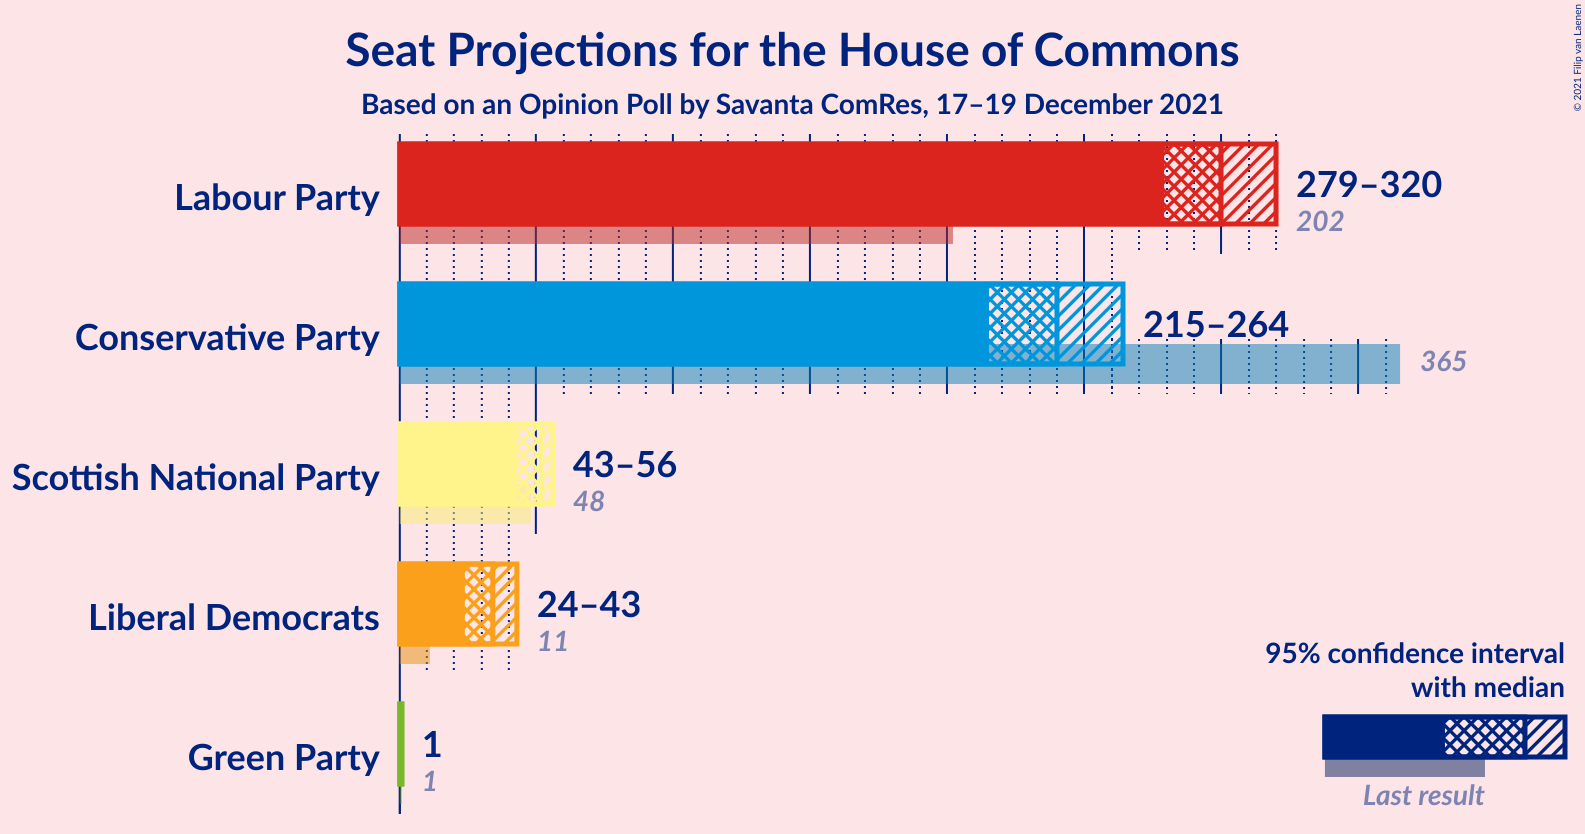 Seat Projections for the House of Commons
Based on an Opinion Poll by Savanta ComRes, 17–19 December 2021
© 2021 Filip van Laenen
Labour Party
279–320
202
Conservative Party
215–264
365
Scottish National Party
43–56
48
Liberal Democrats
24–43
11
Green Party
1
1
95% confidence interval
with median
Last result